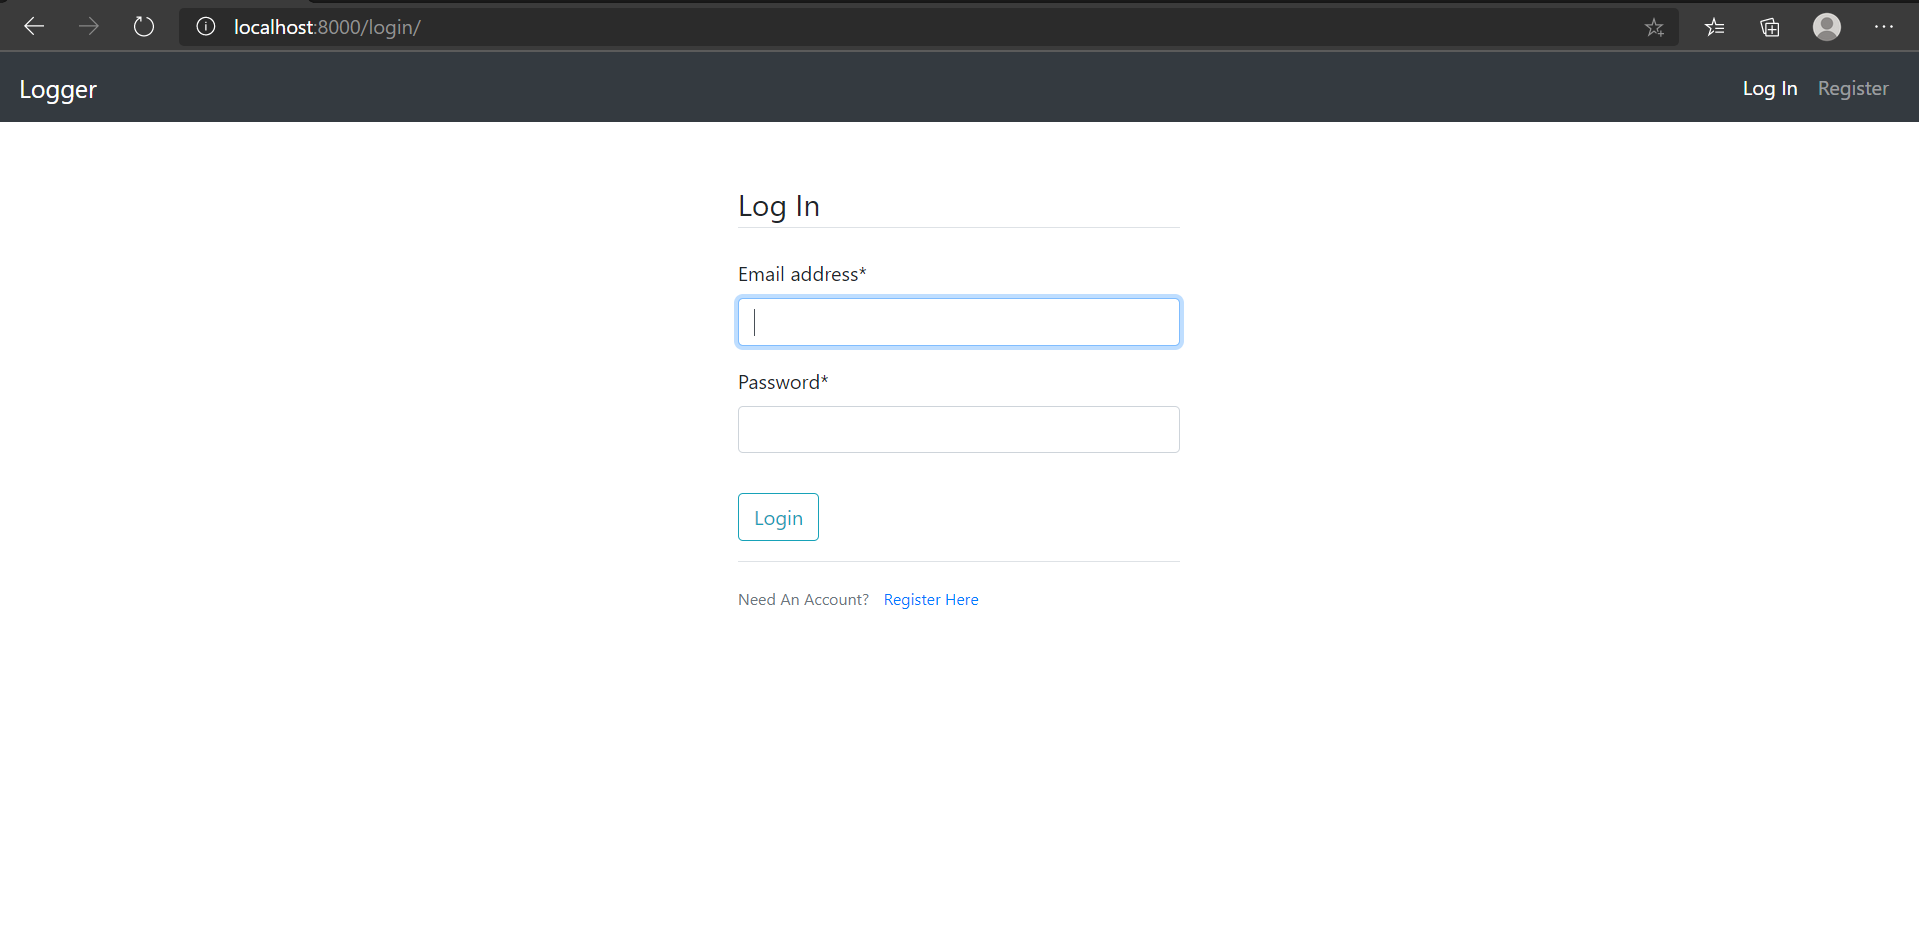 localhost:8000/login/
Logger
Log In Register
Log In
Email address*
Password*
Login
Need An Account? Register Here